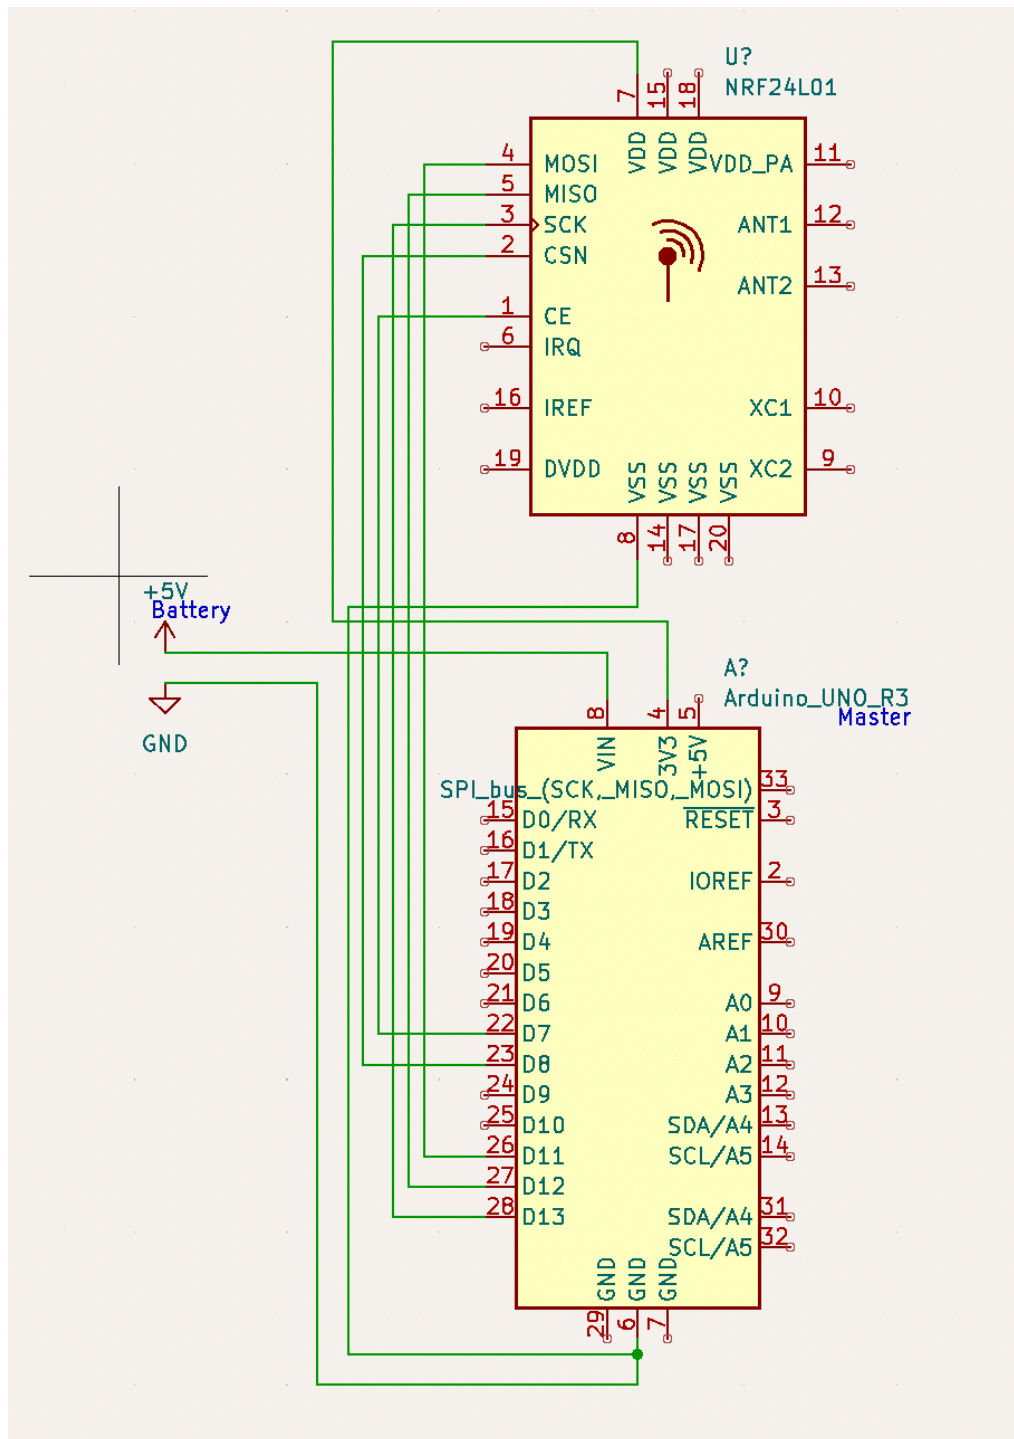 U?
NRF24L01
7
15
18
VDD
VDD
VDD
4 MOSI
VDD_PA 11
5 MISO
3 SCK
ANT1 12
2 CSN
ANT2 13
1 CE
6 IRQ
16 IREF
XC1 10
19 DVDD
XC2 9
VSS
VSS
VSS
VSS
8
14
17
20
+5V
Battery
GND
A?
Arduino_UNO_R3
Master
8
4
5
VIN
3V3
+5V
SPI_bus_(SCK,_MISO,_MOSI) 33
15 D0/RX
RESET 3
16 D1/TX
17 D2
IOREF 2
18 D3
19 D4
AREF 30
20 D5
21 D6
A0 9
22 D7
A1 10
23 D8
A2 11
24 D9
A3 12
25 D10
SDA/A4 13
26 D11
SCL/A5 14
27 D12
28 D13
SDA/A4 31
SCL/A5 32
GND
GND
GND
29
6
7